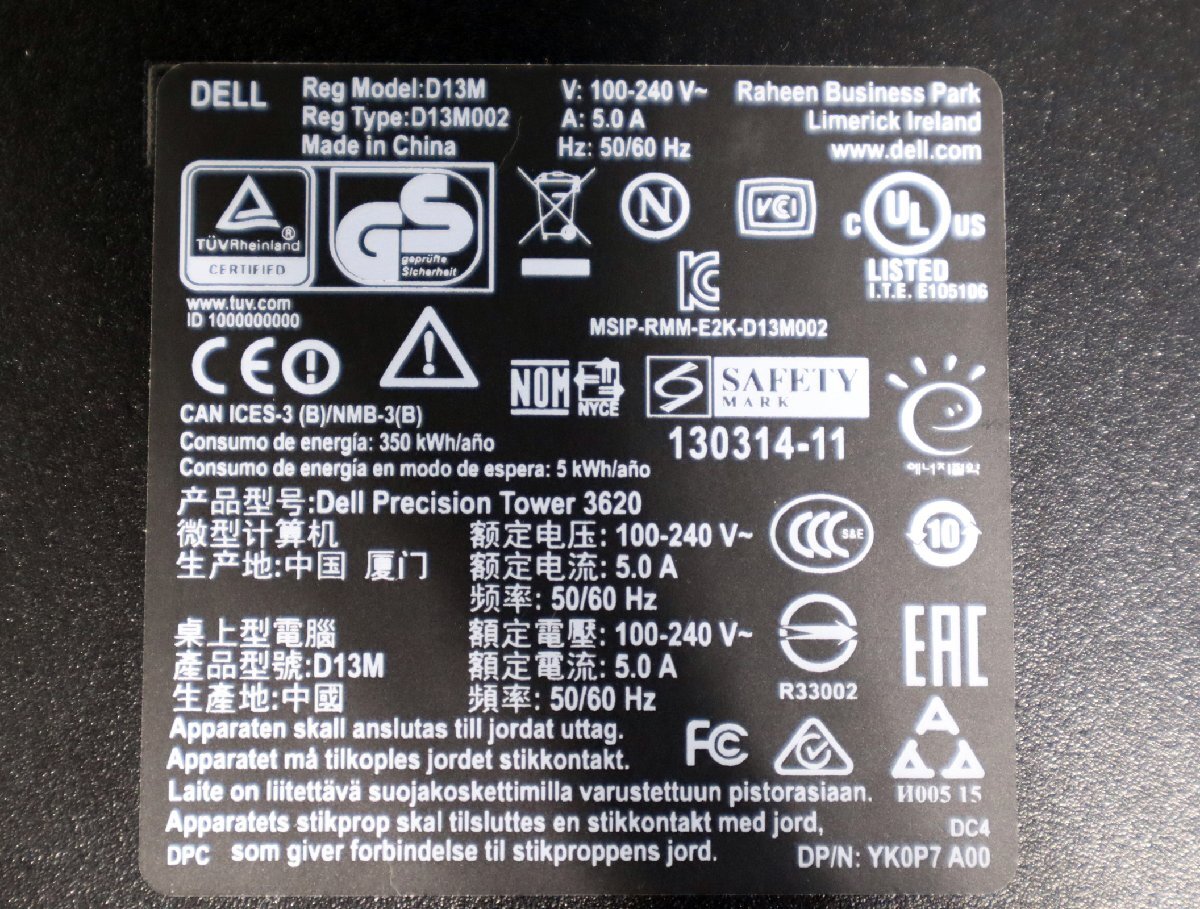 DELL
Reg Model:D13M
Reg Type:D13M002
Made in China
V: 100-240 V~
A: 5.0 A
Hz: 50/60 Hz
Raheen Business Park
Limerick Ireland
www.dell.com
TÜVRheinland ®
CERTIFIED
GS
geprüfte
Sicherheit
www.tuv.com
ID 1000000000
N
VCI
C UL US
LISTED
I.T.E. E105106
MSIP-RMM-E2K-D13M002
CE
NOM
NYCE
SAFETY
MARK
130314-11
에너지절약
CAN ICES-3 (B)/NMB-3(B)
Consumo de energía: 350 kWh/año
Consumo de energía en modo de espera: 5 kWh/año
产品型号:Dell Precision Tower 3620
微型计算机
生产地:中国 厦门
额定电压: 100-240 V~
额定电流: 5.0 A
频率: 50/60 Hz
CCC S&E
10
桌上型電腦
產品型號:D13M
生產地:中國
額定電壓: 100-240 V~
額定電流: 5.0 A
頻率: 50/60 Hz
R33002
EAC
Apparaten skall anslutas till jordat uttag.
Apparatet må tilkoples jordet stikkontakt.
FC
Laite on liitettävä suojakoskettimilla varustettuun pistorasiaan.
И005 15
Apparatets stikprop skal tilsluttes en stikkontakt med jord,
DC4
DPC som giver forbindelse til stikproppens jord.
DP/N: YK0P7 A00